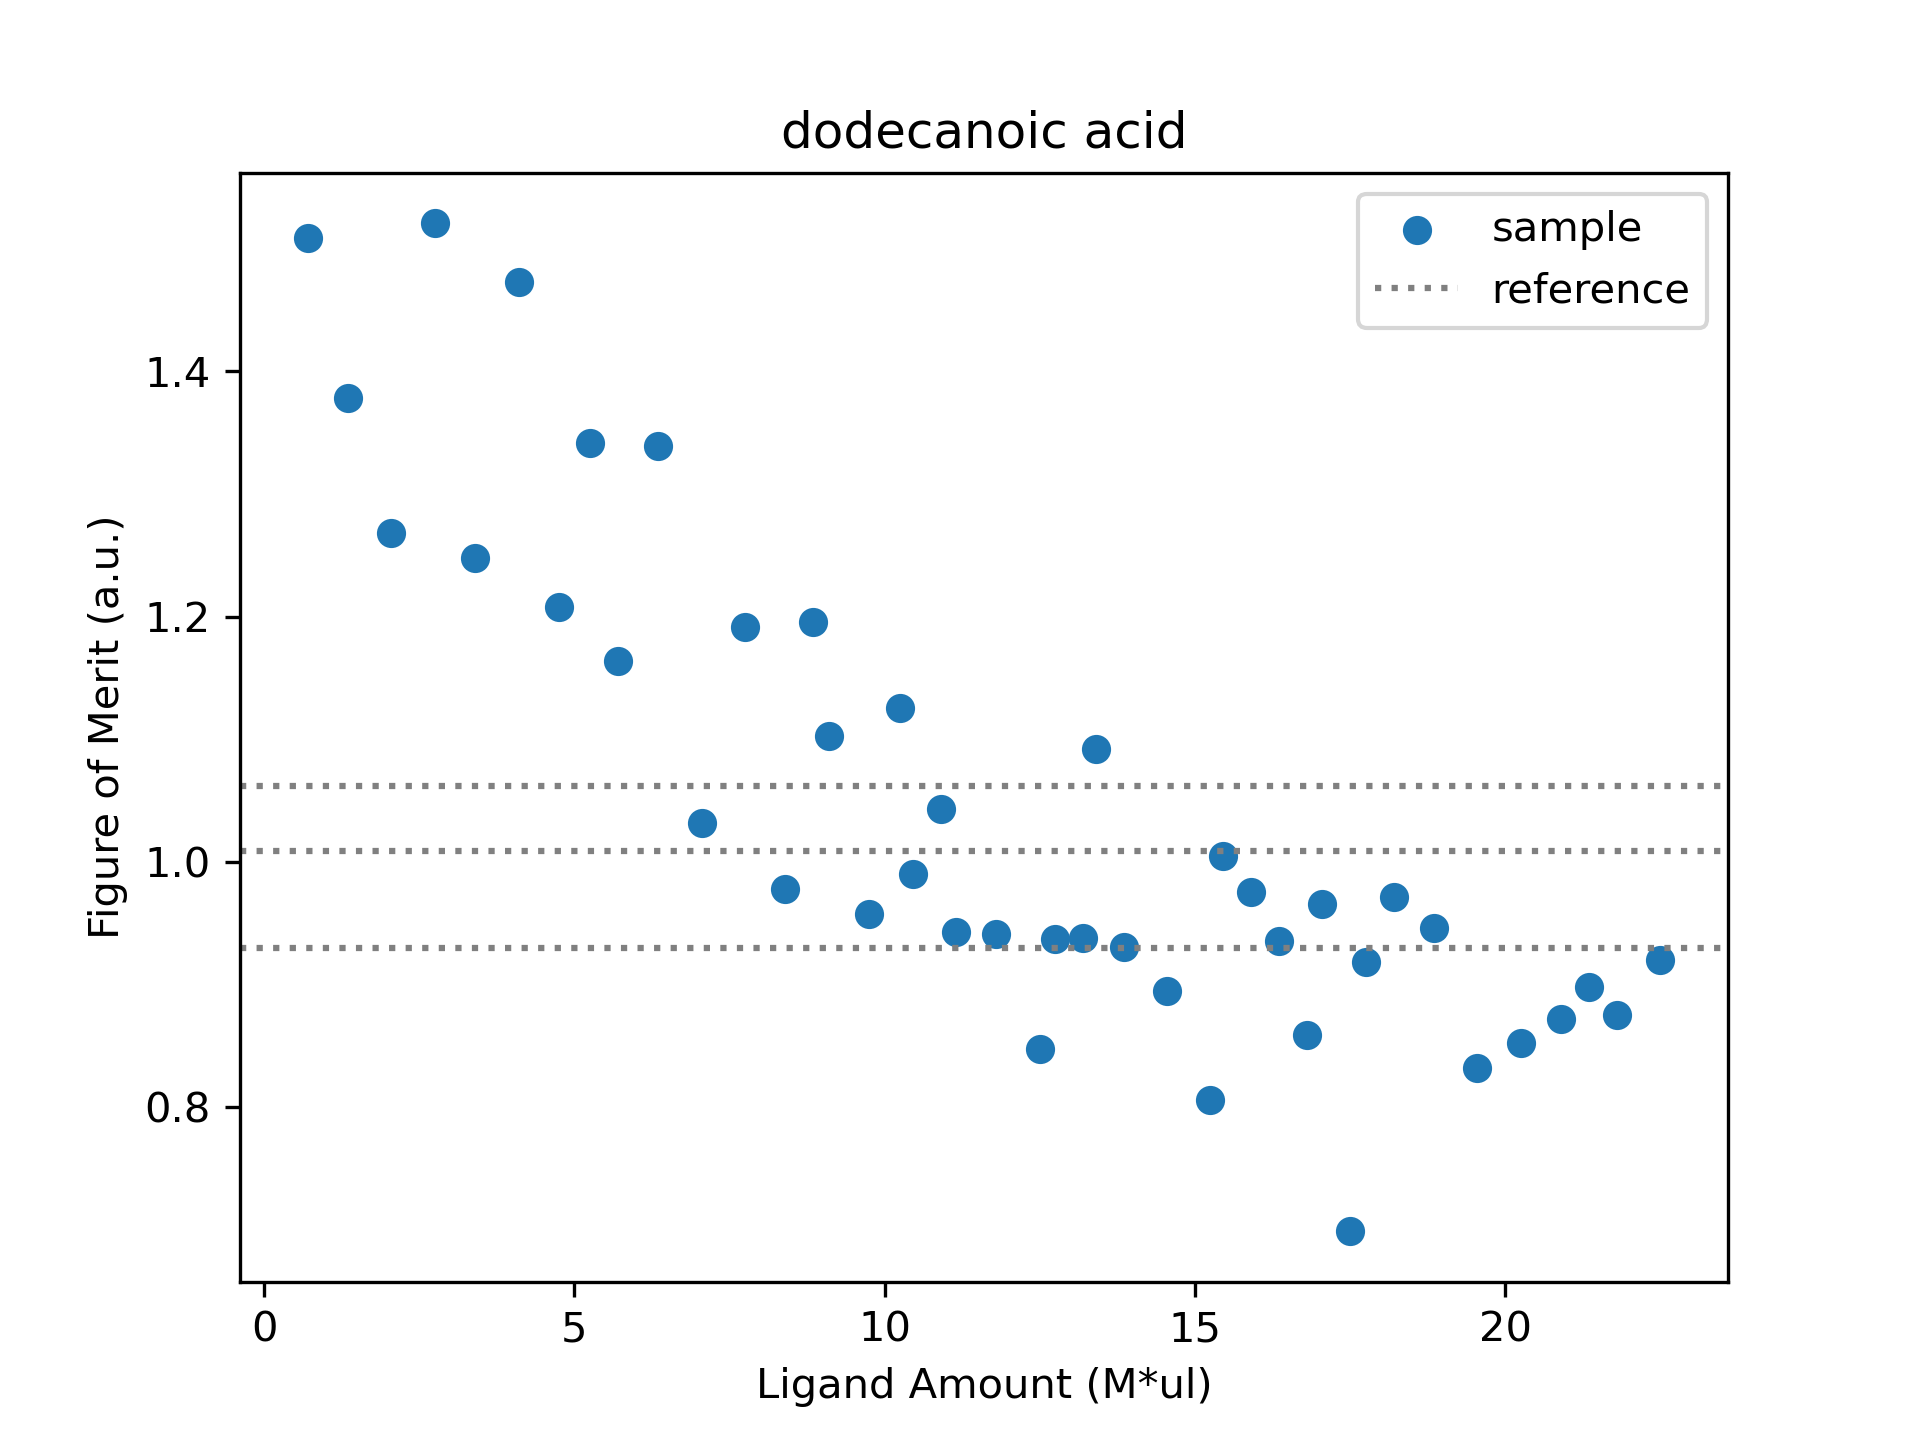 dodecanoic acid
sample
reference
1.4
1.2
1.0
0.8
Figure of Merit (a.u.)
0 5 10 15 20
Ligand Amount (M*ul)